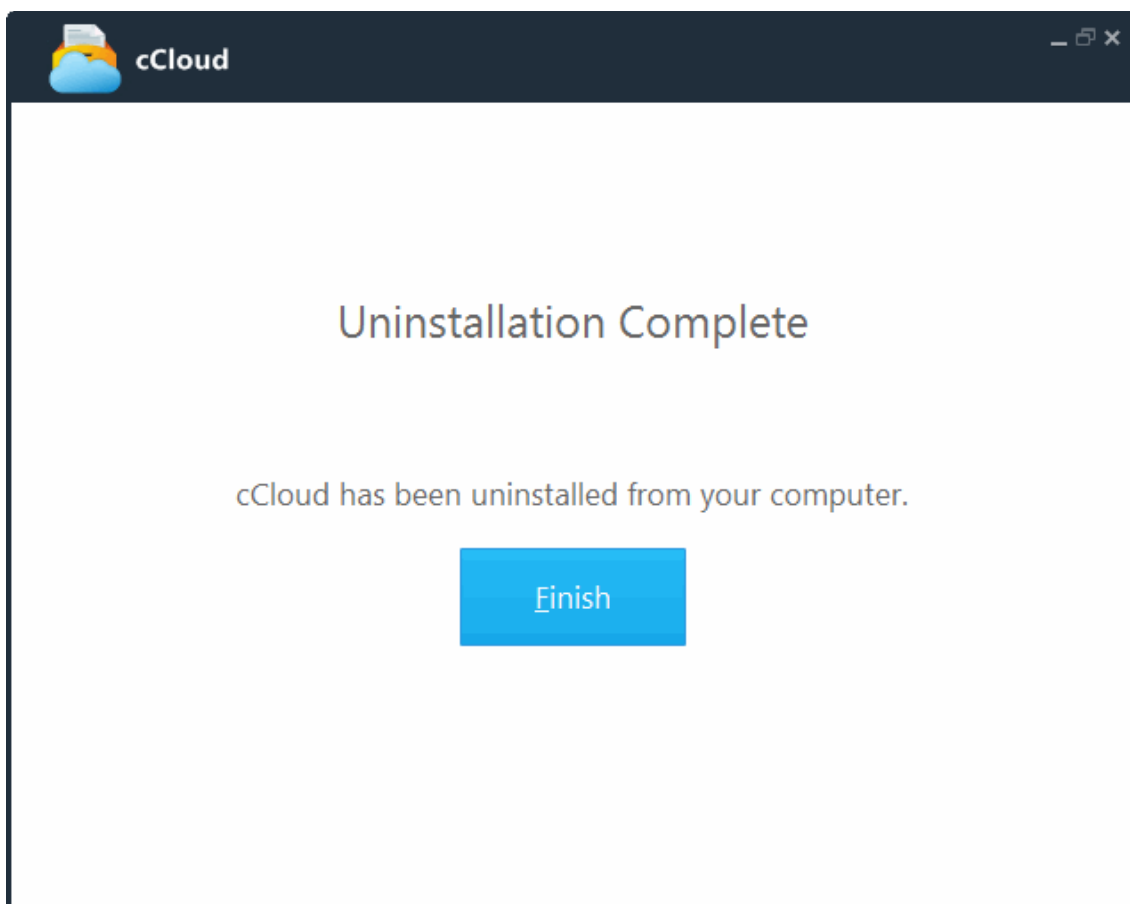 cCloud
Uninstallation Complete
cCloud has been uninstalled from your computer.
Finish